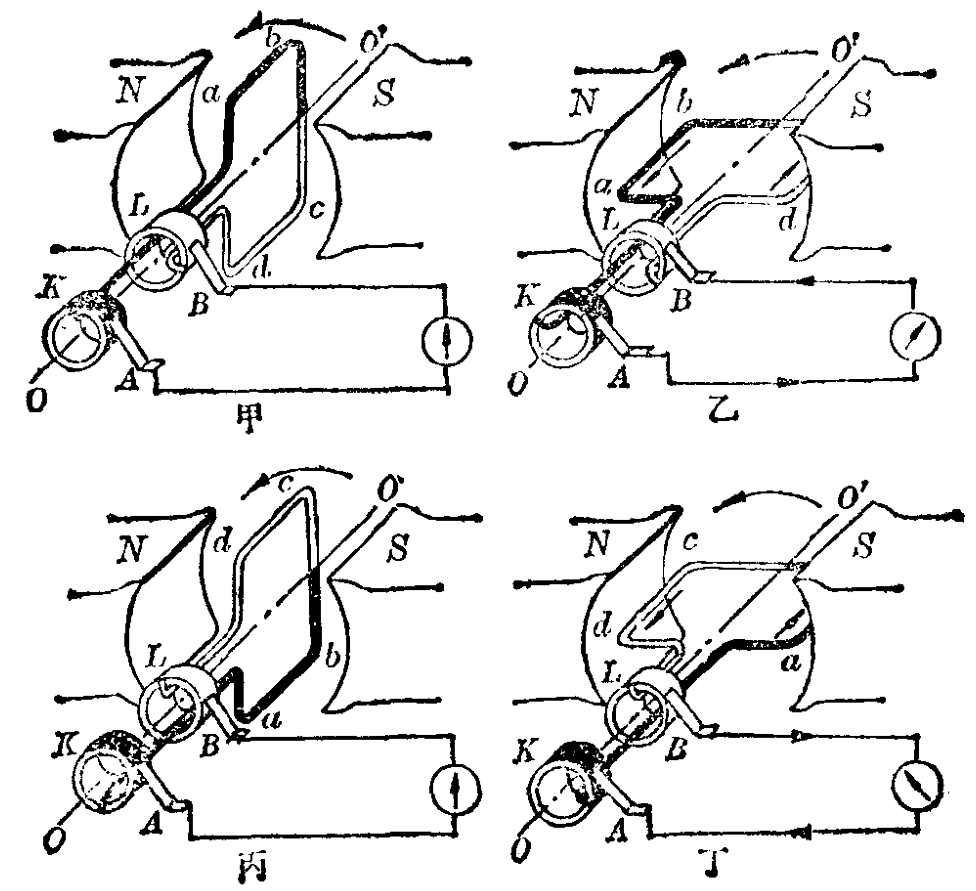 b O'
N a S
L c
K d
B
A
O
甲
O'
N b S
a
L d
K B
A
O
乙
c O'
N d S
L b
K a
B
A
O
丙
O'
N c S
d
L a
K B
A
O
丁